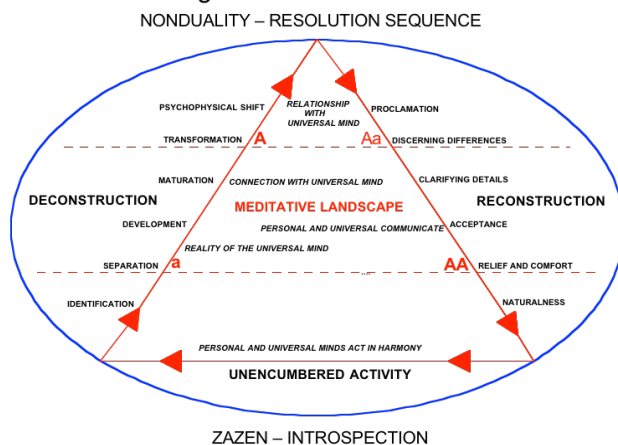 NONDUALITY – RESOLUTION SEQUENCE
PSYCHOPHYSICAL SHIFT
RELATIONSHIP
WITH
UNIVERSAL MIND
PROCLAMATION
TRANSFORMATION
A
Aa
DISCERNING DIFFERENCES
MATURATION
CONNECTION WITH UNIVERSAL MIND
CLARIFYING DETAILS
DECONSTRUCTION
MEDITATIVE LANDSCAPE
RECONSTRUCTION
DEVELOPMENT
PERSONAL AND UNIVERSAL COMMUNICATE
ACCEPTANCE
REALITY OF THE UNIVERSAL MIND
SEPARATION
a
AA
RELIEF AND COMFORT
IDENTIFICATION
NATURALNESS
PERSONAL AND UNIVERSAL MINDS ACT IN HARMONY
UNENCUMBERED ACTIVITY
ZAZEN – INTROSPECTION